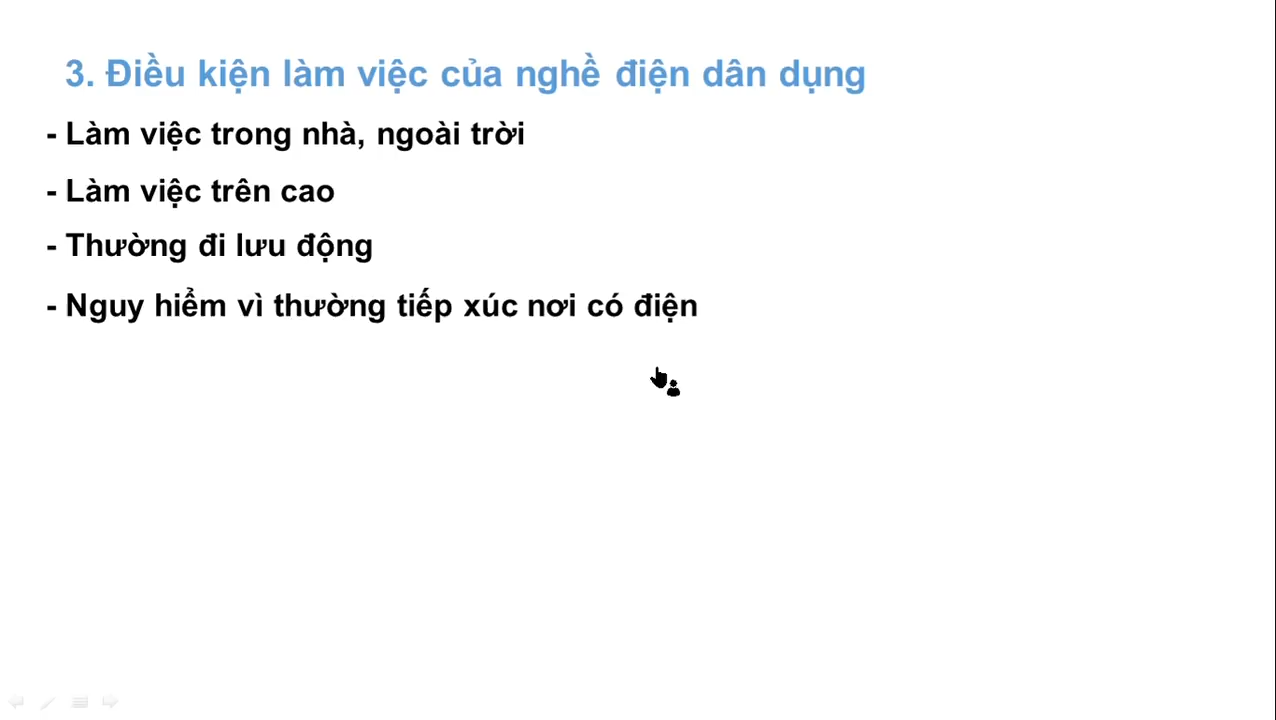 3. Điều kiện làm việc của nghề điện dân dụng
- Làm việc trong nhà, ngoài trời
- Làm việc trên cao
- Thường đi lưu động
- Nguy hiểm vì thường tiếp xúc nơi có điện